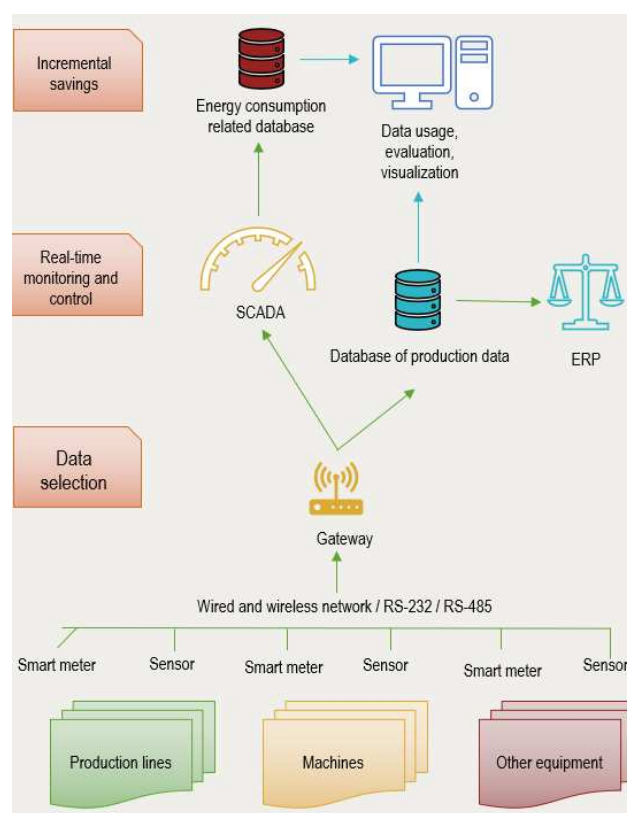 Incremental
savings
Energy consumption
related database
Data usage,
evaluation,
visualization
Real-time
monitoring and
control
SCADA
Database of production data
ERP
Data
selection
Gateway
Wired and wireless network / RS-232 / RS-485
Smart meter
Sensor
Smart meter
Sensor
Smart meter
Sensor
Production lines
Machines
Other equipment